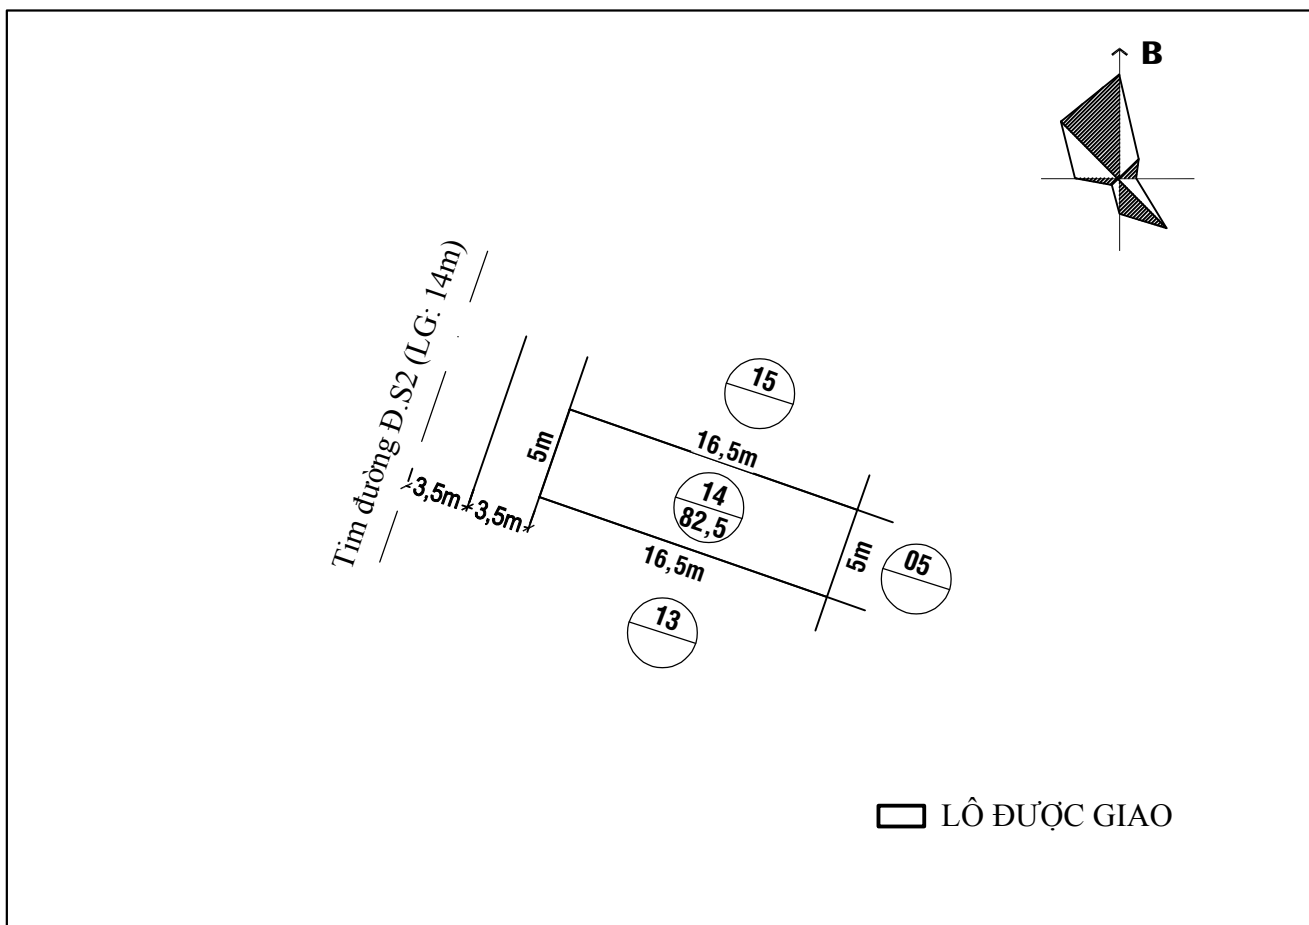 B
Tim đường Đ.S2 (LG: 14m)
15
16,5m
5m
3,5m
3,5m
14
82,5
16,5m
5m
05
13
LÔ ĐƯỢC GIAO